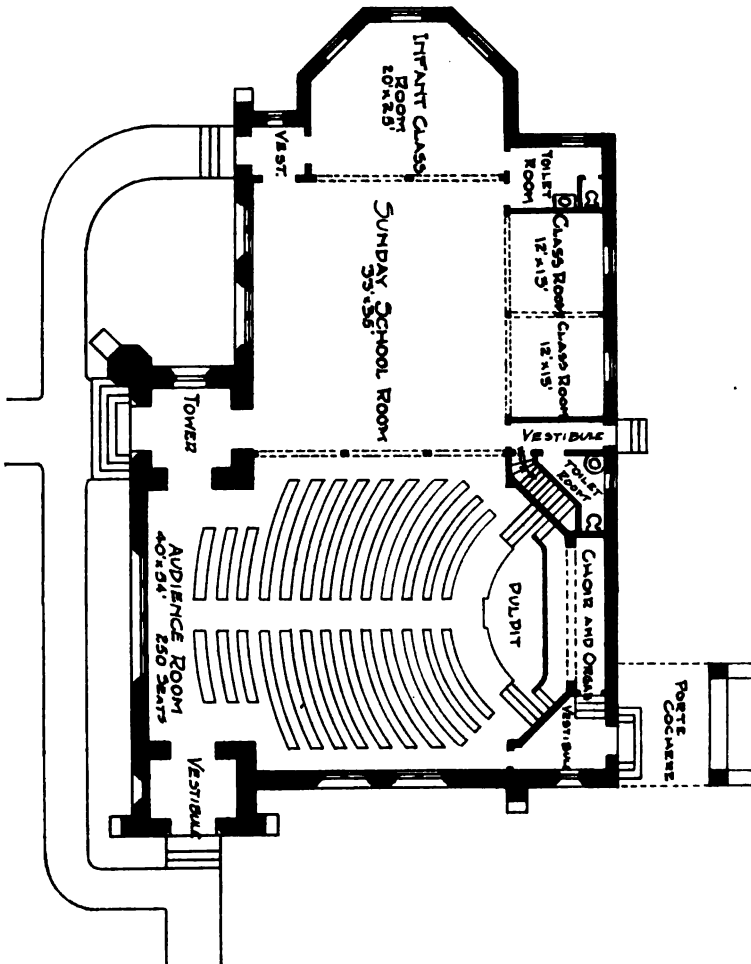 INFANT CLASS
ROOM
20'x25'
VEST.
TOILET
ROOM
CLASS ROOM
12'x15'
CLASS ROOM
12'x15'
SUNDAY SCHOOL ROOM
35'x36'
TOWER
VESTIBULE
TOILET
ROOM
AUDIENCE ROOM
40'x54' 250 SEATS
PULPIT
CHOIR AND ORGAN
VESTIBULE
VESTIBULE
PORTE
COCHERE